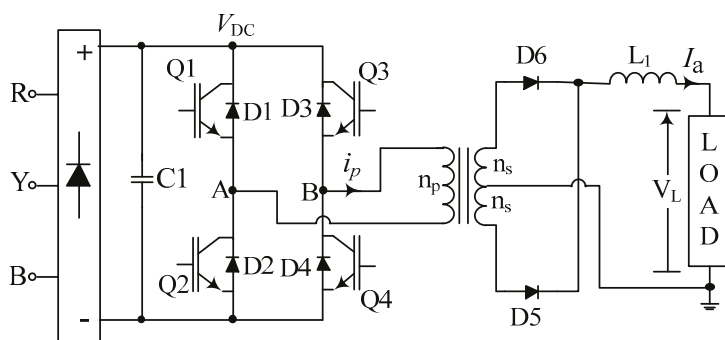 V_DC
D6
L₁
I_a
Q1
Q3
+
R
D1
D3
L
O
A
D
Y
C1
A
B
i_p
n_p
n_s
n_s
V_L
B
Q2
D2
D4
Q4
-
D5